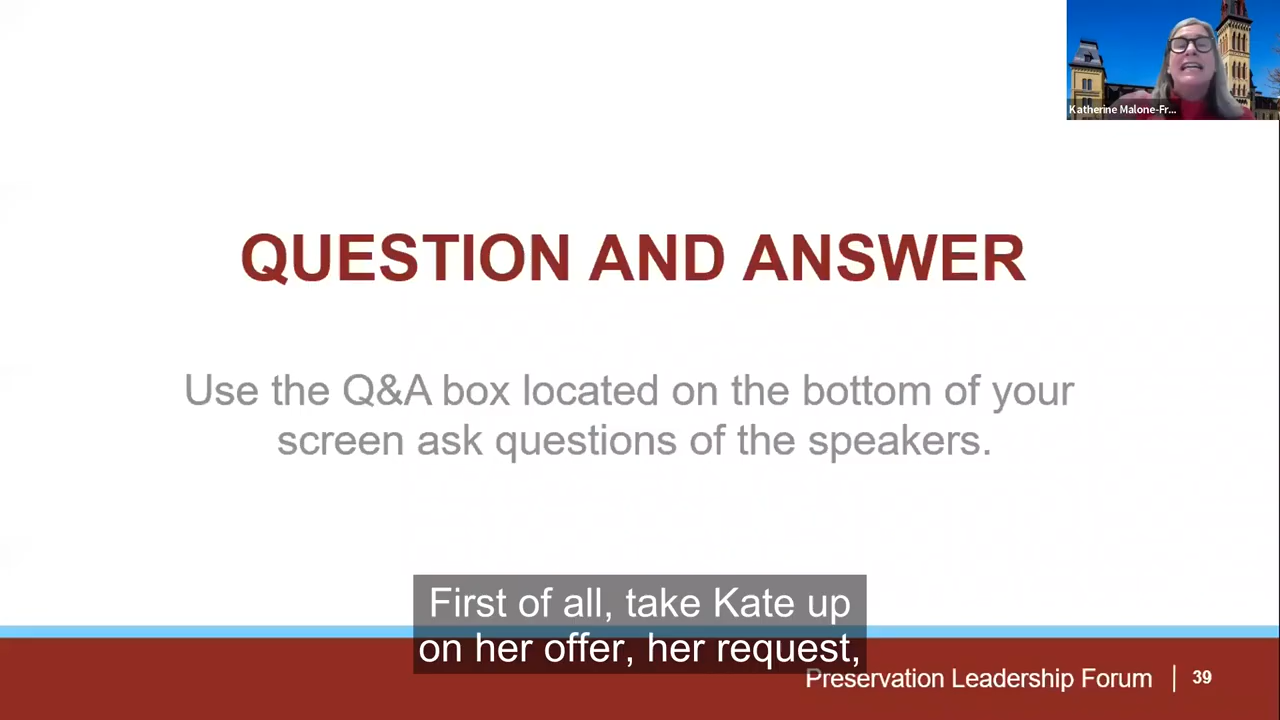 Katherine Malone-Fr...
QUESTION AND ANSWER
Use the Q&A box located on the bottom of your
screen ask questions of the speakers.
First of all, take Kate up
on her offer, her request,
Preservation Leadership Forum | 39